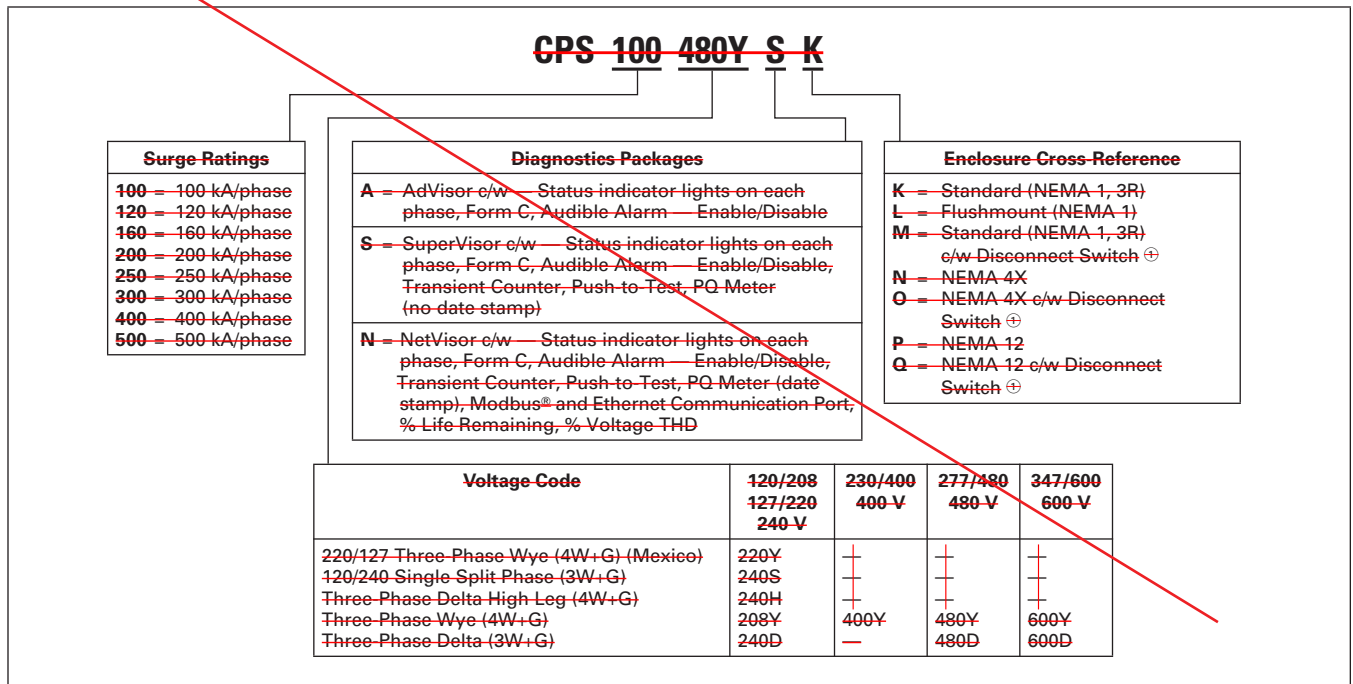 CPS 100 480Y S K
Surge Ratings
100 = 100 kA/phase
120 = 120 kA/phase
160 = 160 kA/phase
200 = 200 kA/phase
250 = 250 kA/phase
300 = 300 kA/phase
400 = 400 kA/phase
500 = 500 kA/phase
Diagnostics Packages
A = AdVisor c/w — Status indicator lights on each
phase, Form C, Audible Alarm — Enable/Disable
S = SuperVisor c/w — Status indicator lights on each
phase, Form C, Audible Alarm — Enable/Disable,
Transient Counter, Push-to-Test, PQ Meter
(no date stamp)
N = NetVisor c/w — Status indicator lights on each
phase, Form C, Audible Alarm — Enable/Disable,
Transient Counter, Push-to-Test, PQ Meter (date
stamp), Modbus® and Ethernet Communication Port,
% Life Remaining, % Voltage THD
Enclosure Cross-Reference
K = Standard (NEMA 1, 3R)
L = Flushmount (NEMA 1)
M = Standard (NEMA 1, 3R)
c/w Disconnect Switch ①
N = NEMA 4X
O = NEMA 4X c/w Disconnect
Switch ①
P = NEMA 12
Q = NEMA 12 c/w Disconnect
Switch ①
Voltage Code 120/208 230/400 277/480 347/600
127/220 400 V 480 V 600 V
240 V
220/127 Three-Phase Wye (4W+G) (Mexico) 220Y — — —
120/240 Single Split Phase (3W+G) 240S — — —
Three-Phase Delta High Leg (4W+G) 240H — — —
Three-Phase Wye (4W+G) 208Y 400Y 480Y 600Y
Three-Phase Delta (3W+G) 240D — 480D 600D